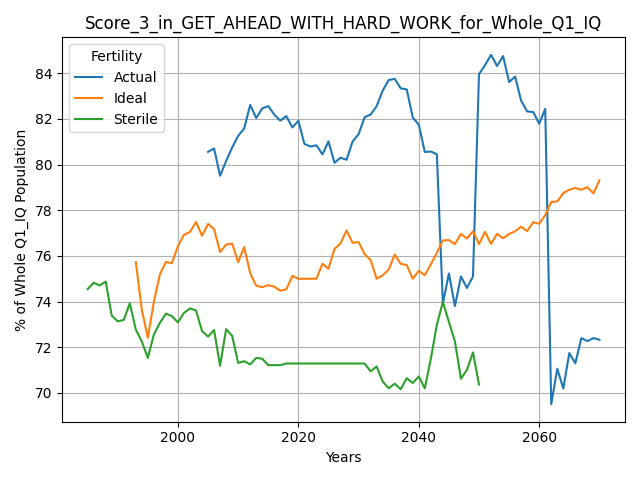 Score_3_in_GET_AHEAD_WITH_HARD_WORK_for_Whole_Q1_IQ
Fertility
Actual
Ideal
Sterile
% of Whole Q1_IQ Population
84
82
80
78
76
74
72
70
2000
2020
2040
2060
Years